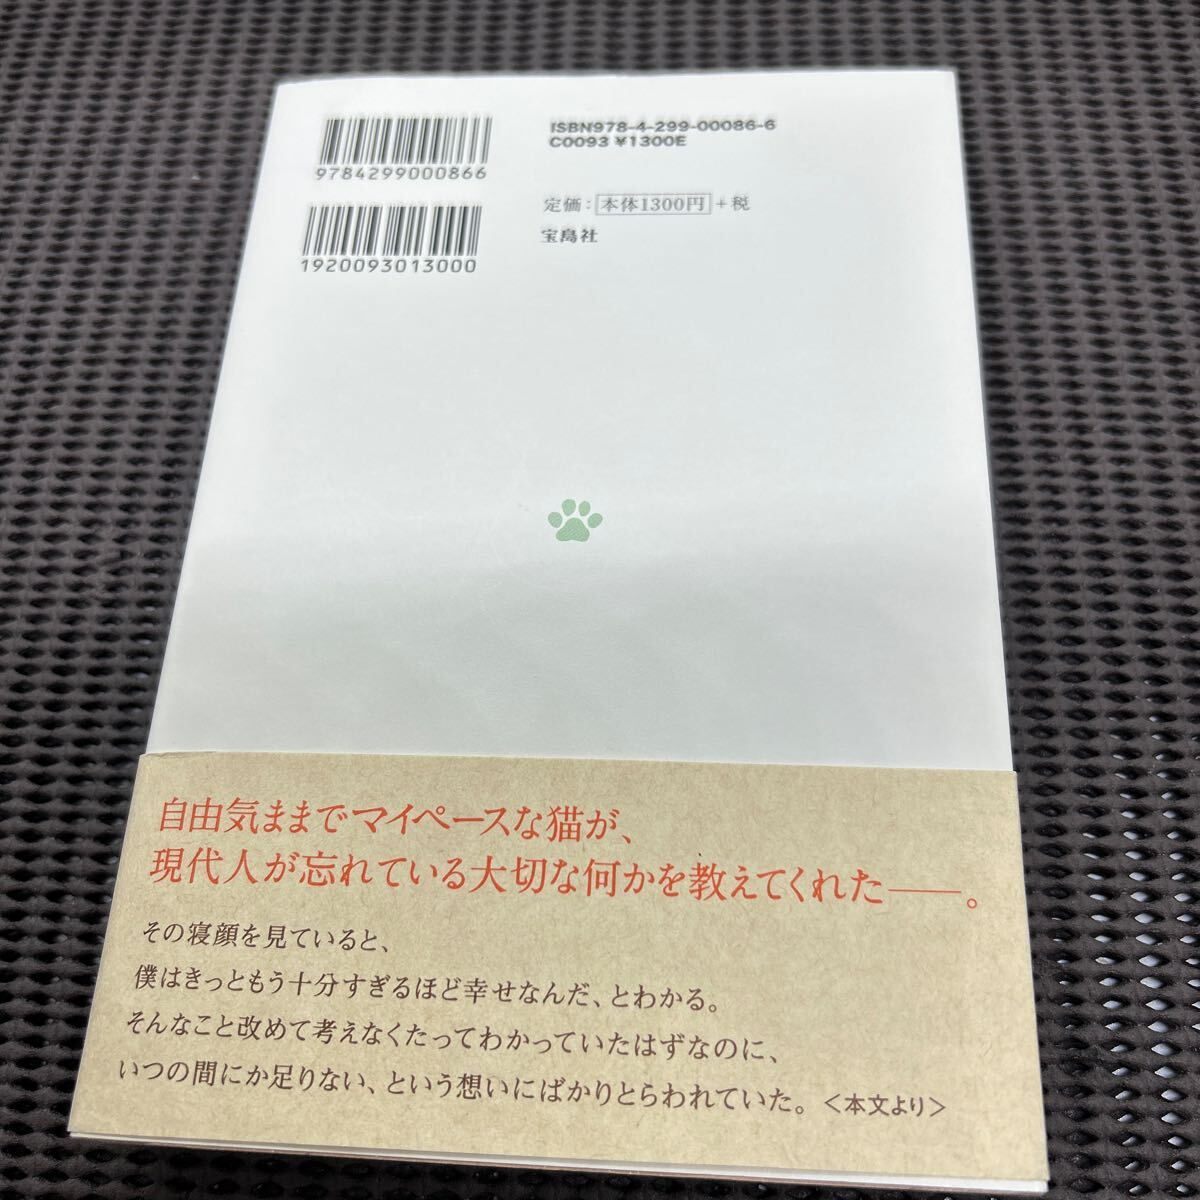 9784299000866
1920093013000
ISBN978-4-299-00086-6
C0093 ¥1300E
定価：本体1300円＋税
宝島社
自由気ままでマイペースな猫が、
現代人が忘れている大切な何かを教えてくれた――。
その寝顔を見ていると、
僕はきっともう十分すぎるほど幸せなんだ、とわかる。
そんなこと改めて考えなくたってわかっていたはずなのに、
いつの間にか足りない、という想いにばかりとらわれていた。＜本文より＞